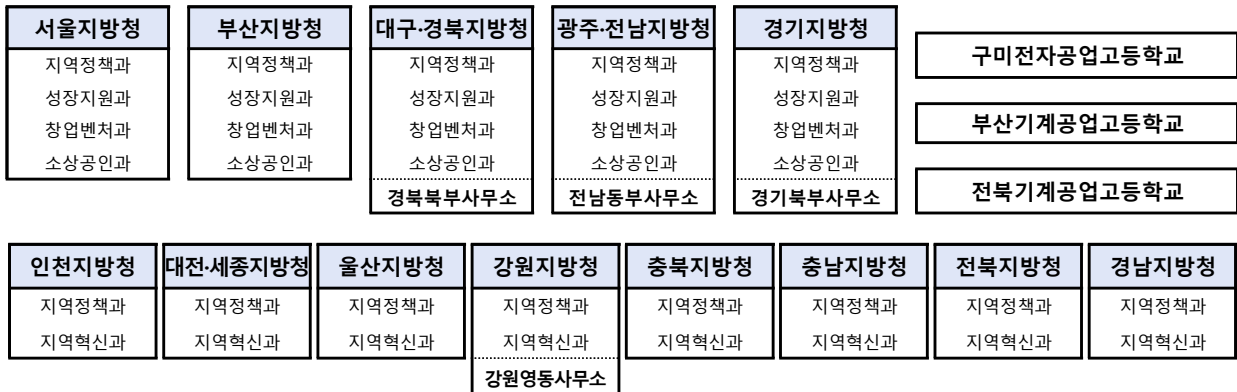 서울지방청
지역정책과
성장지원과
창업벤처과
소상공인과
부산지방청
지역정책과
성장지원과
창업벤처과
소상공인과
대구·경북지방청
지역정책과
성장지원과
창업벤처과
소상공인과
경북북부사무소
광주·전남지방청
지역정책과
성장지원과
창업벤처과
소상공인과
전남동부사무소
경기지방청
지역정책과
성장지원과
창업벤처과
소상공인과
경기북부사무소
구미전자공업고등학교
부산기계공업고등학교
전북기계공업고등학교
인천지방청
지역정책과
지역혁신과
대전·세종지방청
지역정책과
지역혁신과
울산지방청
지역정책과
지역혁신과
강원지방청
지역정책과
지역혁신과
강원영동사무소
충북지방청
지역정책과
지역혁신과
충남지방청
지역정책과
지역혁신과
전북지방청
지역정책과
지역혁신과
경남지방청
지역정책과
지역혁신과